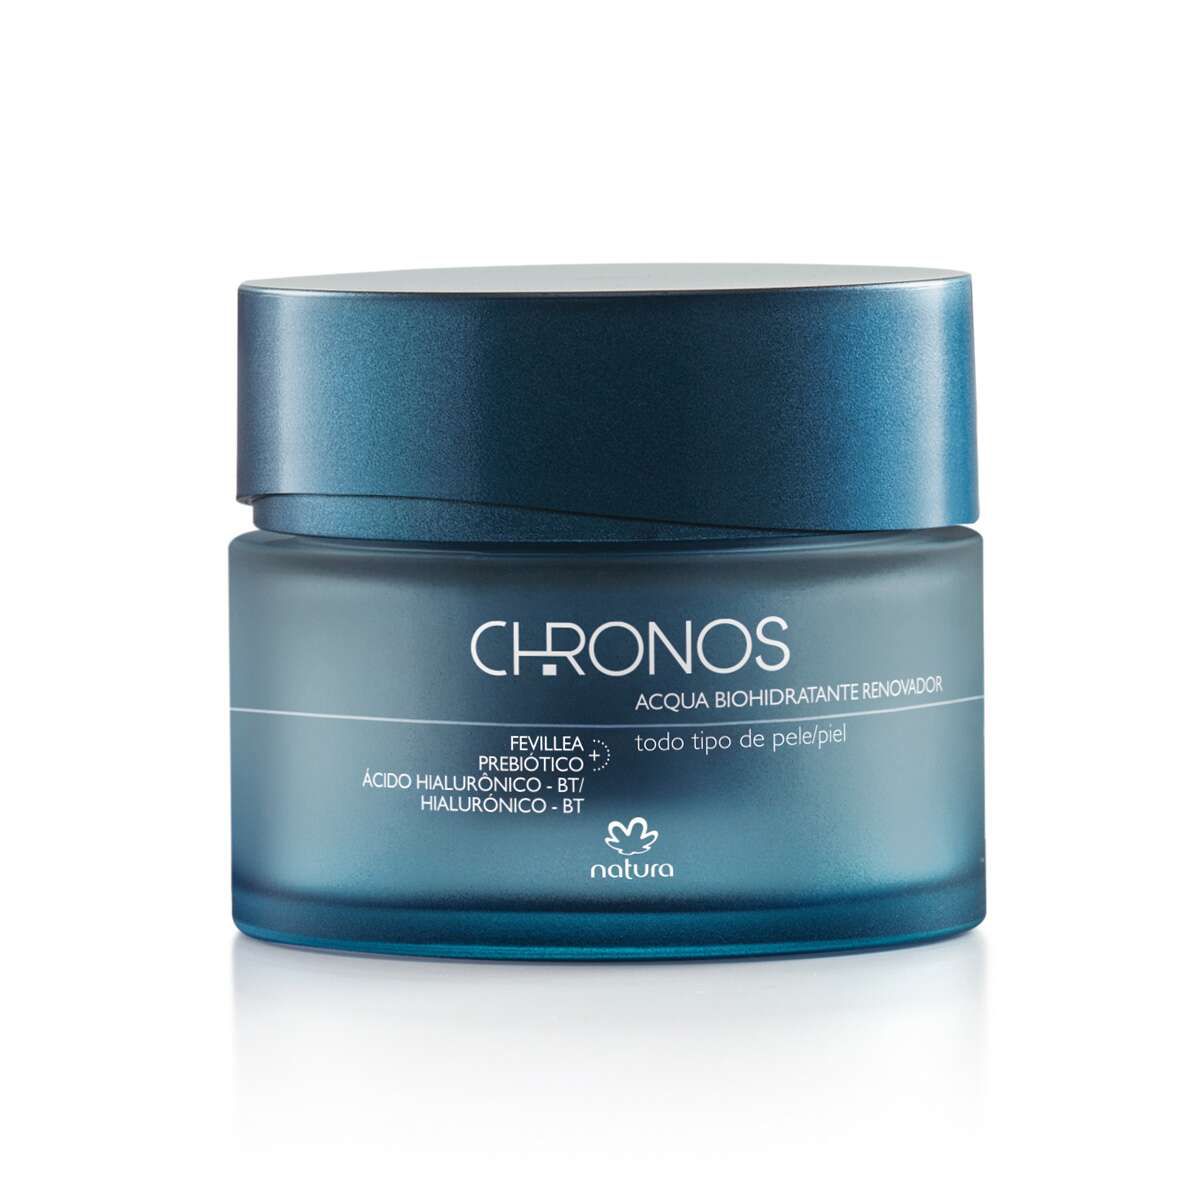 CHRONOS
ACQUA BIOHIDRATANTE RENOVADOR
todo tipo de pele/piel
FEVILLEA
PREBIÓTICO +
ÁCIDO HIALURÔNICO - BT/
HIALURÓNICO - BT
natura